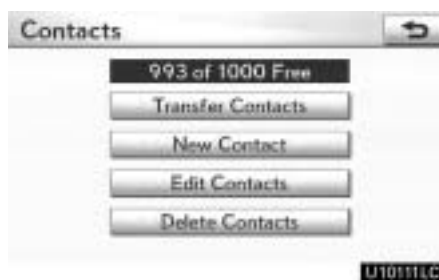 Contacts
993 of 1000 Free
Transfer Contacts
New Contact
Edit Contacts
Delete Contacts
U10111LC